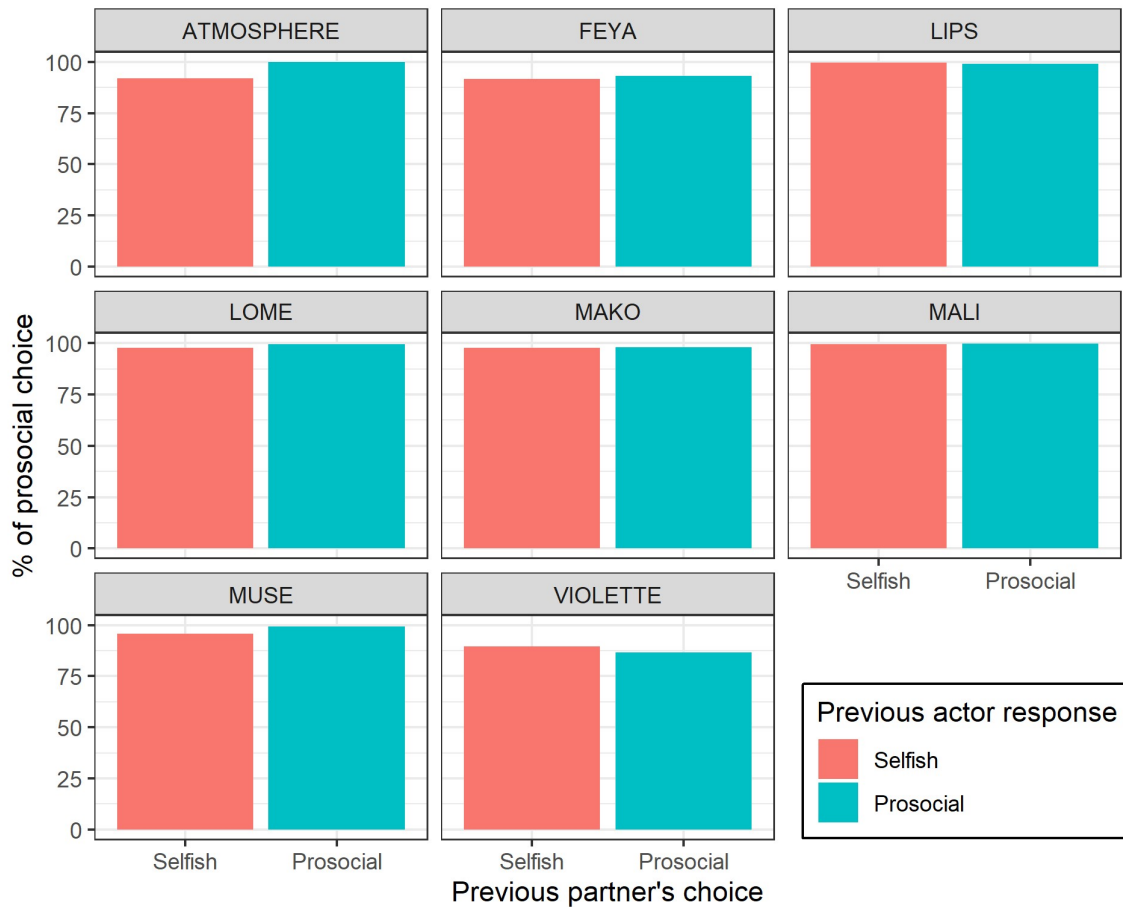 ATMOSPHERE FEYA LIPS
100
75
50
25
0
LOME MAKO MALI
100
75
50
25
0
Selfish Prosocial
MUSE VIOLETTE
100
75
50
25
0
Selfish Prosocial Selfish Prosocial
% of prosocial choice
Previous partner's choice
Previous actor response
Selfish
Prosocial